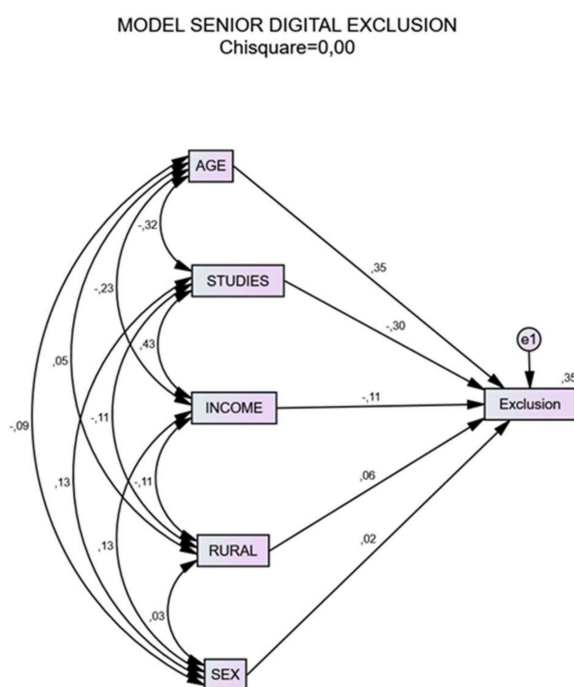 MODEL SENIOR DIGITAL EXCLUSION
Chisquare=0,00
AGE
-,32
,35
-,23
STUDIES
-,30
e1
,43
,35
,05
INCOME
-,11
Exclusion
-,11
-,09
-,11
,06
,13
,13
RURAL
,02
,03
SEX